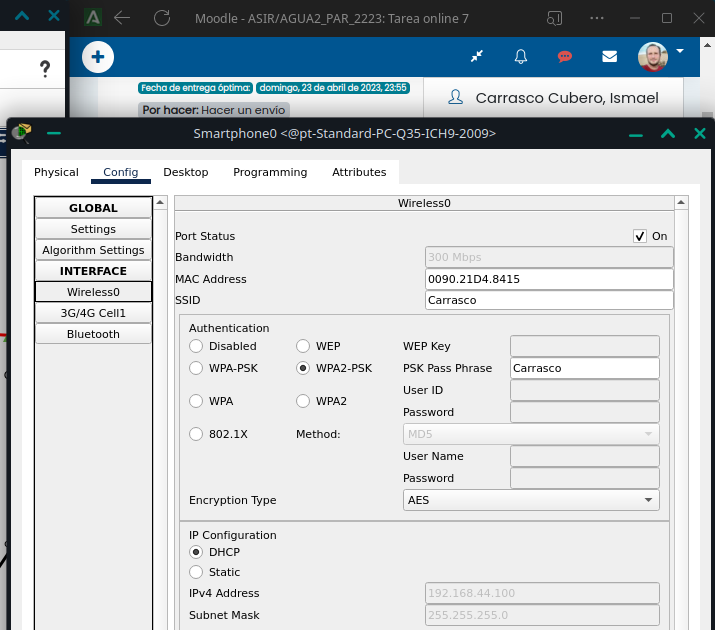 Moodle - ASIR/AGUA2_PAR_2223: Tarea online 7
?
Fecha de entrega óptima: domingo, 23 de abril de 2023, 23:55
Por hacer: Hacer un envío
Carrasco Cubero, Ismael
Smartphone0 <@pt-Standard-PC-Q35-ICH9-2009>
Physical Config Desktop Programming Attributes
GLOBAL
Settings
Algorithm Settings
INTERFACE
Wireless0
3G/4G Cell1
Bluetooth
Wireless0
Port Status On
Bandwidth 300 Mbps
MAC Address 0090.21D4.8415
SSID Carrasco
Authentication
Disabled WEP WEP Key
WPA-PSK WPA2-PSK PSK Pass Phrase Carrasco
User ID
WPA WPA2
Password
802.1X Method: MD5
User Name
Password
Encryption Type AES
IP Configuration
DHCP
Static
IPv4 Address 192.168.44.100
Subnet Mask 255.255.255.0